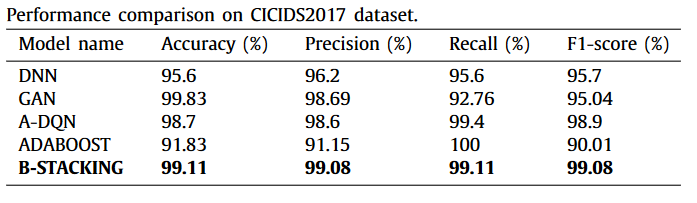 Performance comparison on CICIDS2017 dataset.
Model name Accuracy (%) Precision (%) Recall (%) F1-score (%)
DNN 95.6 96.2 95.6 95.7
GAN 99.83 98.69 92.76 95.04
A-DQN 98.7 98.6 99.4 98.9
ADABOOST 91.83 91.15 100 90.01
B-STACKING 99.11 99.08 99.11 99.08